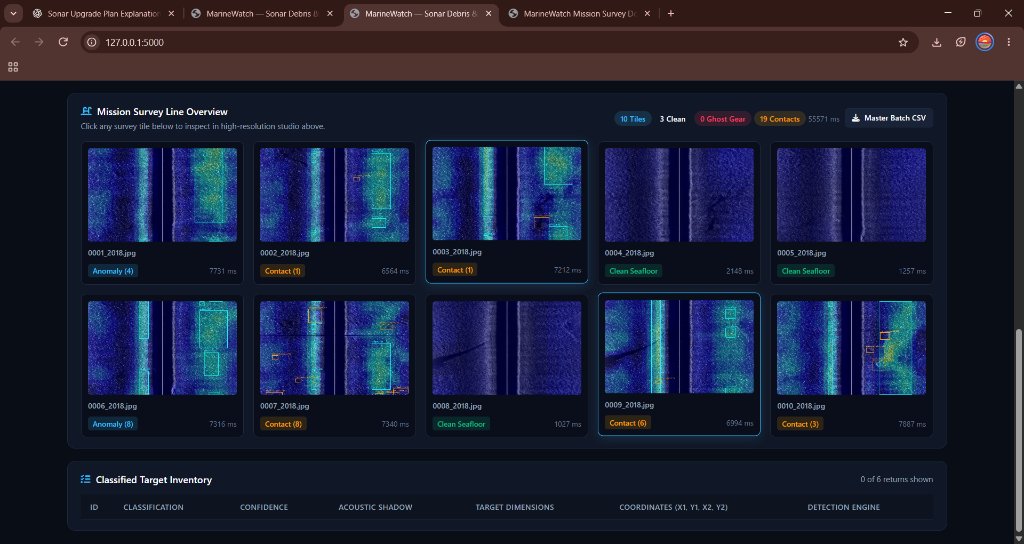 Sonar Upgrade Plan Explanation
MarineWatch — Sonar Debris &
MarineWatch — Sonar Debris &
MarineWatch Mission Survey Do
127.0.0.1:5000
Mission Survey Line Overview
Click any survey tile below to inspect in high-resolution studio above.
10 Tiles
3 Clean
0 Ghost Gear
19 Contacts
55571 ms
Master Batch CSV
0001_2018.jpg
Anomaly (4)
7731 ms
0002_2018.jpg
Contact (1)
6564 ms
0003_2018.jpg
Contact (1)
7212 ms
0004_2018.jpg
Clean Seafloor
2148 ms
0005_2018.jpg
Clean Seafloor
1257 ms
0006_2018.jpg
Anomaly (8)
7316 ms
0007_2018.jpg
Contact (8)
7340 ms
0008_2018.jpg
Clean Seafloor
1027 ms
0009_2018.jpg
Contact (6)
6994 ms
0010_2018.jpg
Contact (3)
7887 ms
Classified Target Inventory
0 of 6 returns shown
ID CLASSIFICATION CONFIDENCE ACOUSTIC SHADOW TARGET DIMENSIONS COORDINATES (X1, Y1, X2, Y2) DETECTION ENGINE